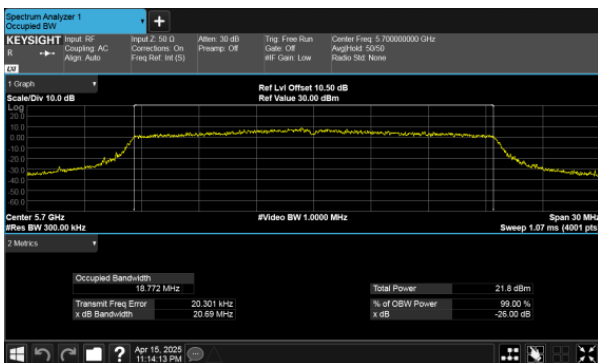 Spectrum Analyzer 1
Occupied BW
KEYSIGHT
R
Input: RF
Coupling: AC
Align: Auto
Input Z: 50 Ω
Corrections: On
Freq Ref: Int (S)
Atten: 30 dB
Preamp: Off
Trig: Free Run
Gate: Off
#IF Gain: Low
Center Freq: 5.700000000 GHz
Avg|Hold: 50/50
Radio Std: None
1 Graph
Scale/Div 10.0 dB
Ref Lvl Offset 10.50 dB
Ref Value 30.00 dBm
Log
20.0
10.0
0.00
-10.0
-20.0
-30.0
-40.0
-50.0
-60.0
Center 5.7 GHz
#Res BW 300.00 kHz
#Video BW 1.0000 MHz
Span 30 MHz
Sweep 1.07 ms (4001 pts
2 Metrics
Occupied Bandwidth
18.772 MHz
Transmit Freq Error 20.301 kHz
x dB Bandwidth 20.69 MHz
Total Power 21.8 dBm
% of OBW Power 99.00 %
x dB -26.00 dB
?
Apr 15, 2025
11:14:13 PM